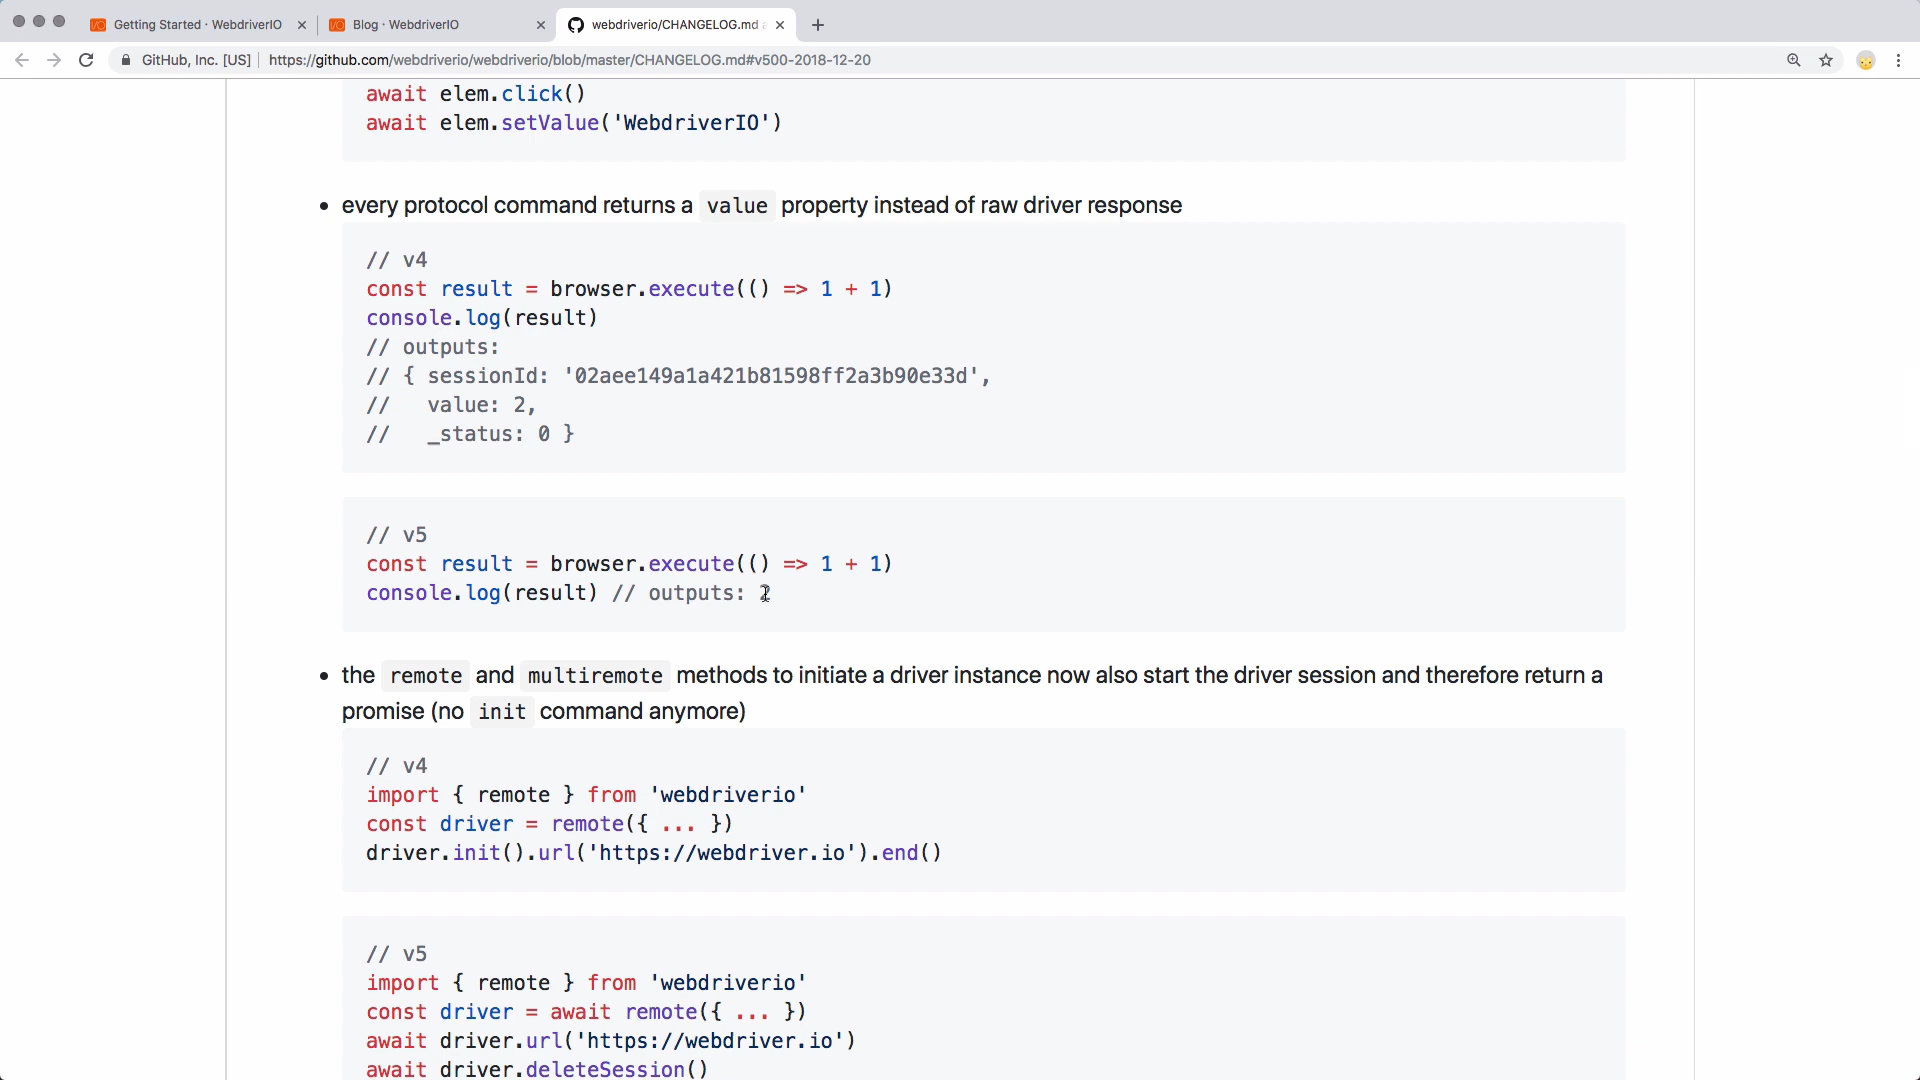 Getting Started · WebdriverIO
Blog · WebdriverIO
webdriverio/CHANGELOG.md
GitHub, Inc. [US]
https://github.com/webdriverio/webdriverio/blob/master/CHANGELOG.md#v500-2018-12-20
await elem.click()
await elem.setValue('WebdriverIO')
• every protocol command returns a value property instead of raw driver response
// v4
const result = browser.execute(() => 1 + 1)
console.log(result)
// outputs:
// { sessionId: '02aee149a1a421b81598ff2a3b90e33d',
//   value: 2,
//   _status: 0 }
// v5
const result = browser.execute(() => 1 + 1)
console.log(result) // outputs: 2
• the remote and multiremote methods to initiate a driver instance now also start the driver session and therefore return a
promise (no init command anymore)
// v4
import { remote } from 'webdriverio'
const driver = remote({ ... })
driver.init().url('https://webdriver.io').end()
// v5
import { remote } from 'webdriverio'
const driver = await remote({ ... })
await driver.url('https://webdriver.io')
await driver.deleteSession()